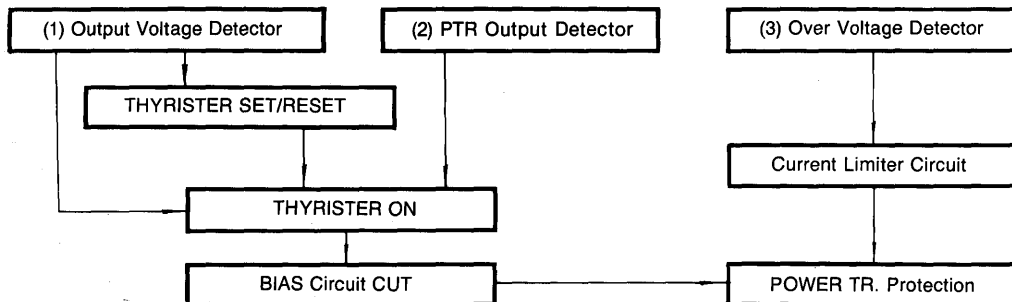 (1) Output Voltage Detector
(2) PTR Output Detector
(3) Over Voltage Detector
THYRISTER SET/RESET
Current Limiter Circuit
THYRISTER ON
BIAS Circuit CUT
POWER TR. Protection